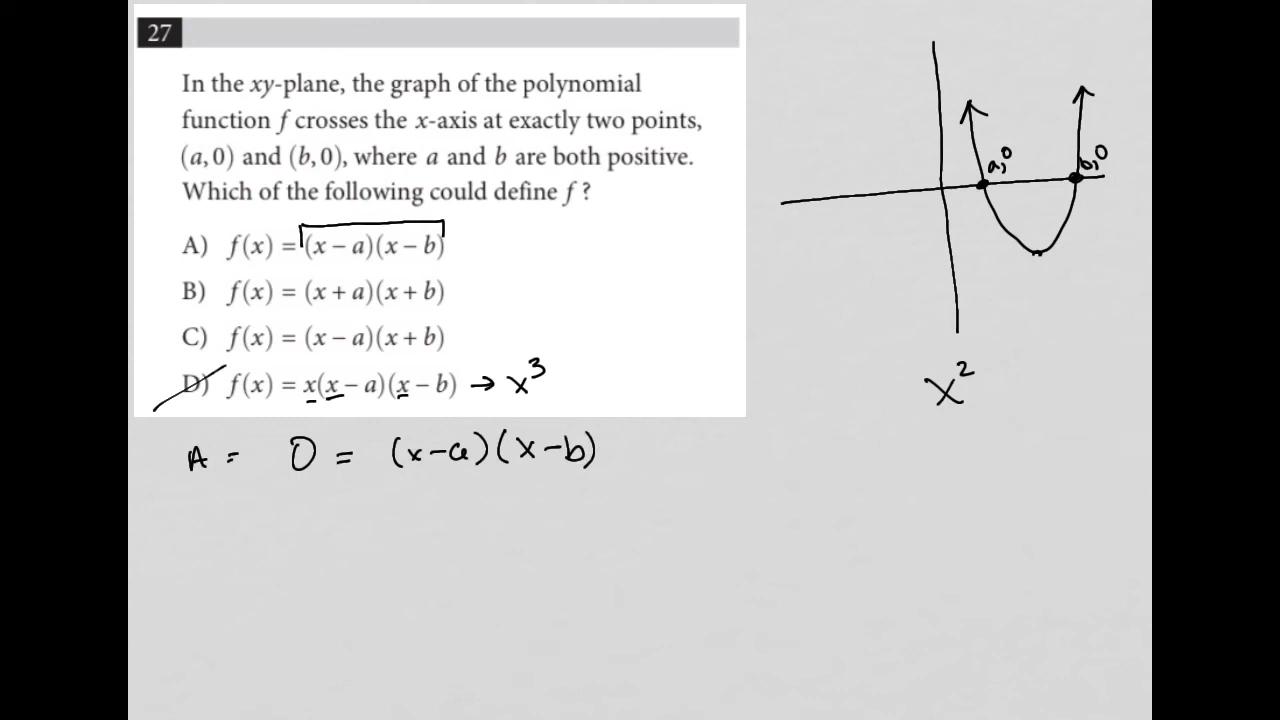 27
In the xy-plane, the graph of the polynomial
function f crosses the x-axis at exactly two points,
(a, 0) and (b, 0), where a and b are both positive.
Which of the following could define f ?
A) f(x) = (x − a)(x − b)
B) f(x) = (x + a)(x + b)
C) f(x) = (x − a)(x + b)
D) f(x) = x(x − a)(x − b) → x³
A = 0 = (x-a)(x-b)
a,0
b,0
x²